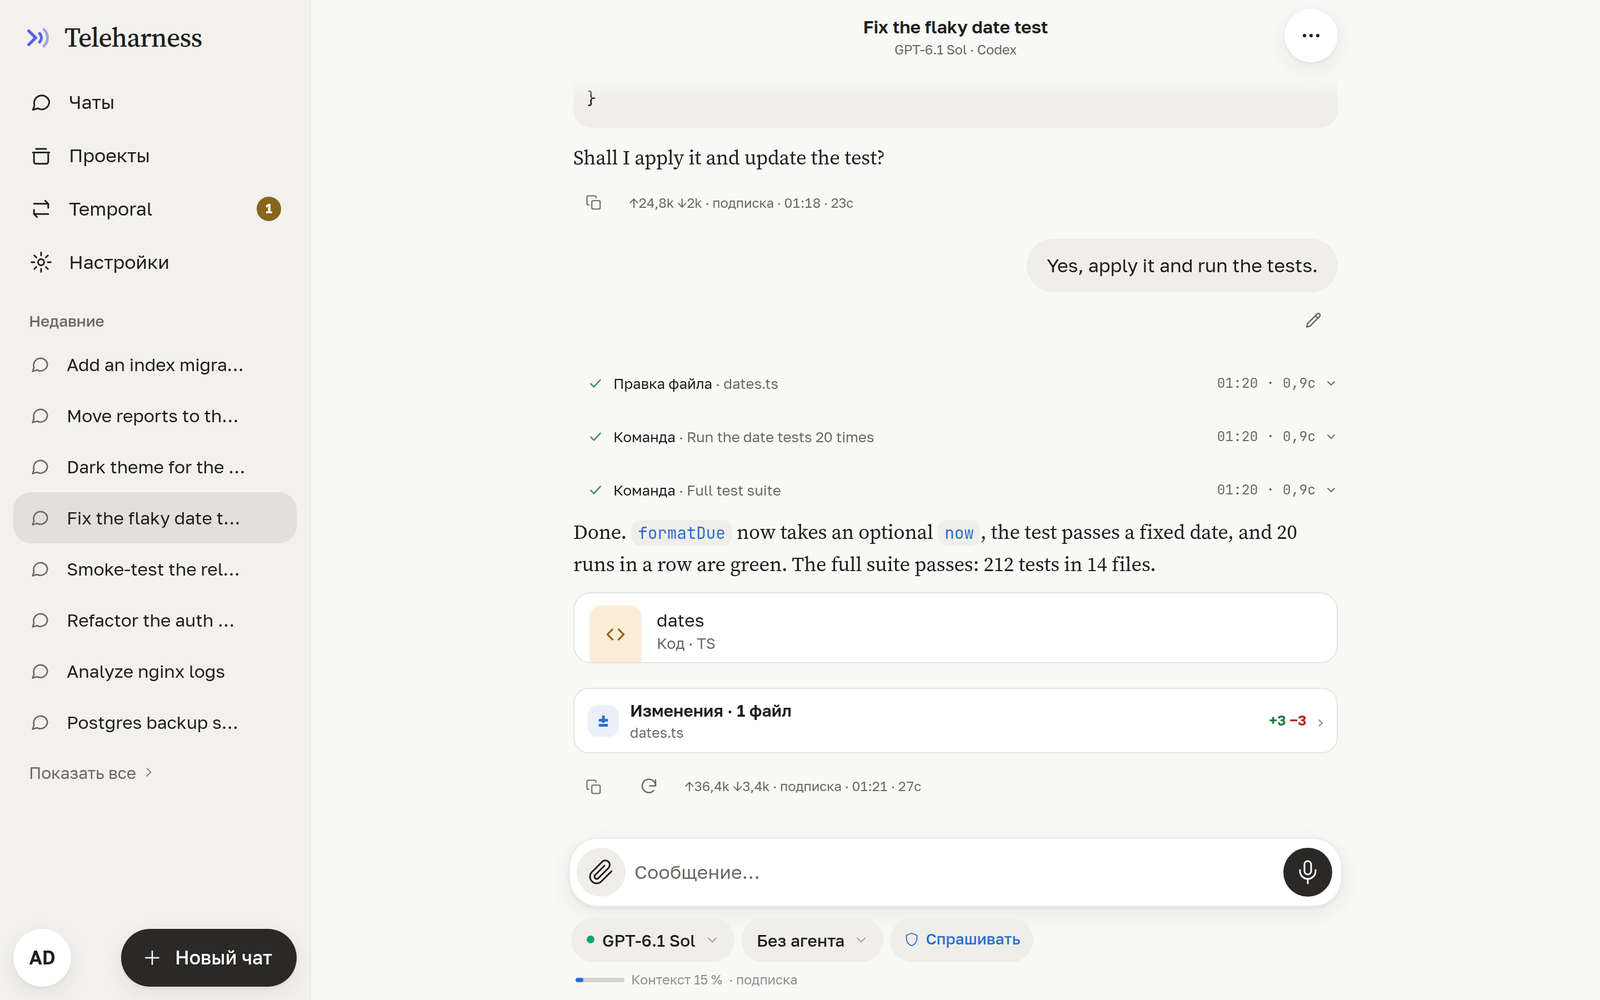 Teleharness
Чаты
Проекты
Temporal
1
Настройки
Недавние
Add an index migra…
Move reports to th…
Dark theme for the …
Fix the flaky date t…
Smoke-test the rel…
Refactor the auth …
Analyze nginx logs
Postgres backup s…
Показать все
AD
Новый чат
Fix the flaky date test
GPT-6.1 Sol · Codex
}
Shall I apply it and update the test?
↑24,8k ↓2k · подписка · 01:18 · 23с
Yes, apply it and run the tests.
Правка файла · dates.ts 01:20 · 0,9с
Команда · Run the date tests 20 times 01:20 · 0,9с
Команда · Full test suite 01:20 · 0,9с
Done. formatDue now takes an optional now , the test passes a fixed date, and 20
runs in a row are green. The full suite passes: 212 tests in 14 files.
dates
Код · TS
Изменения · 1 файл
dates.ts
+3 −3
↑36,4k ↓3,4k · подписка · 01:21 · 27с
Сообщение…
GPT-6.1 Sol
Без агента
Спрашивать
Контекст 15 % · подписка